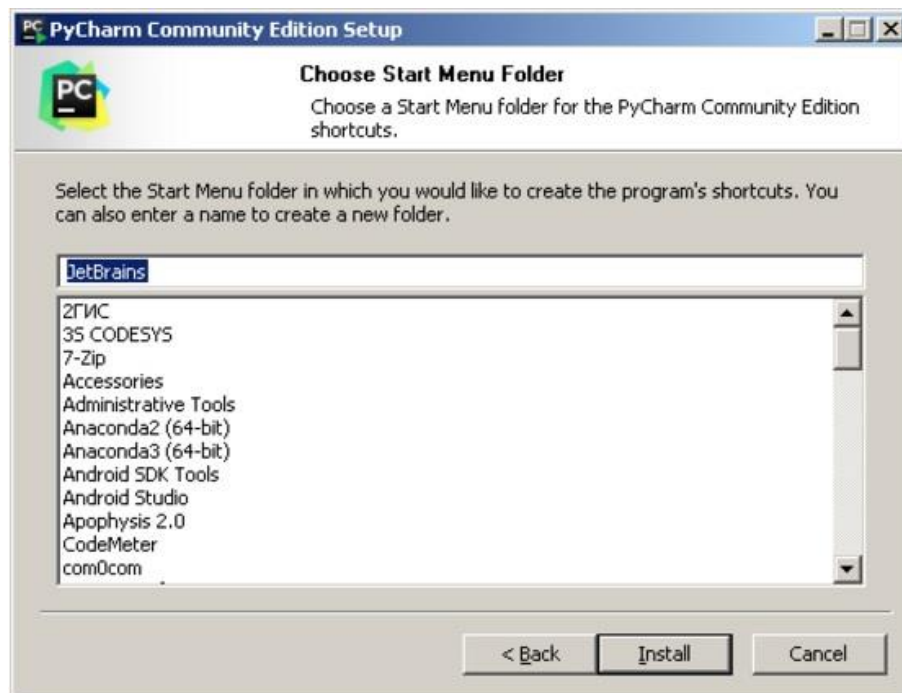 PC PyCharm Community Edition Setup
PC
Choose Start Menu Folder
Choose a Start Menu folder for the PyCharm Community Edition
shortcuts.
Select the Start Menu folder in which you would like to create the program's shortcuts. You
can also enter a name to create a new folder.
JetBrains
2ГИС
3S CODESYS
7-Zip
Accessories
Administrative Tools
Anaconda2 (64-bit)
Anaconda3 (64-bit)
Android SDK Tools
Android Studio
Apophysis 2.0
CodeMeter
com0com
< Back Install Cancel